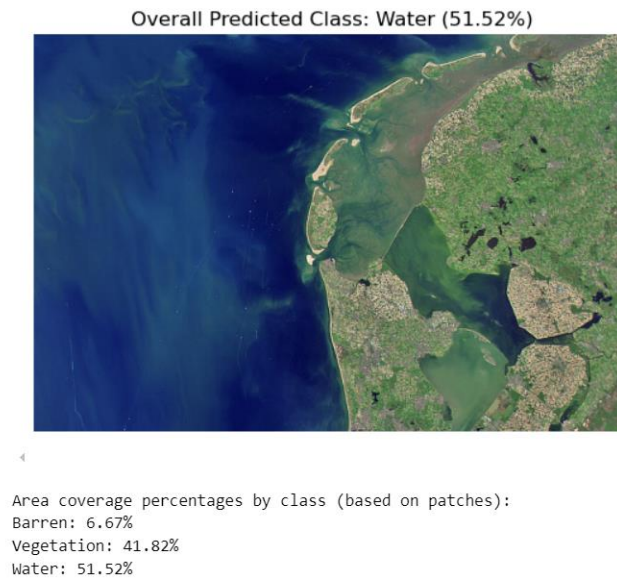 Overall Predicted Class: Water (51.52%)
Area coverage percentages by class (based on patches):
Barren: 6.67%
Vegetation: 41.82%
Water: 51.52%